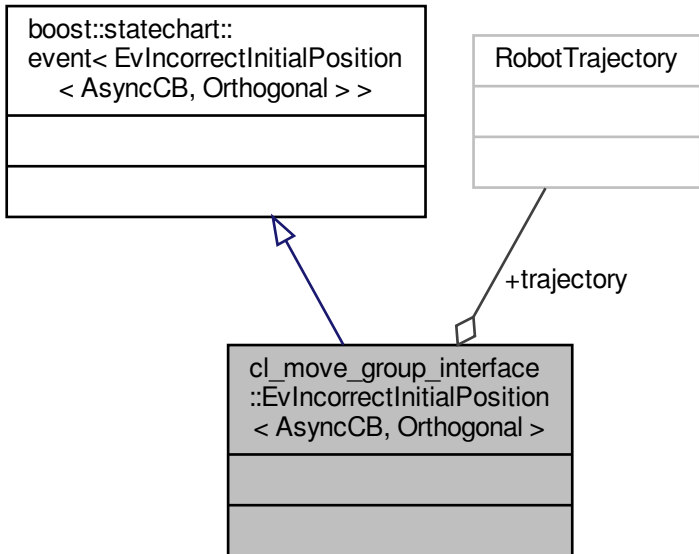 boost::statechart::
event< EvIncorrectInitialPosition
< AsyncCB, Orthogonal > >
RobotTrajectory
+trajectory
cl_move_group_interface
::EvIncorrectInitialPosition
< AsyncCB, Orthogonal >